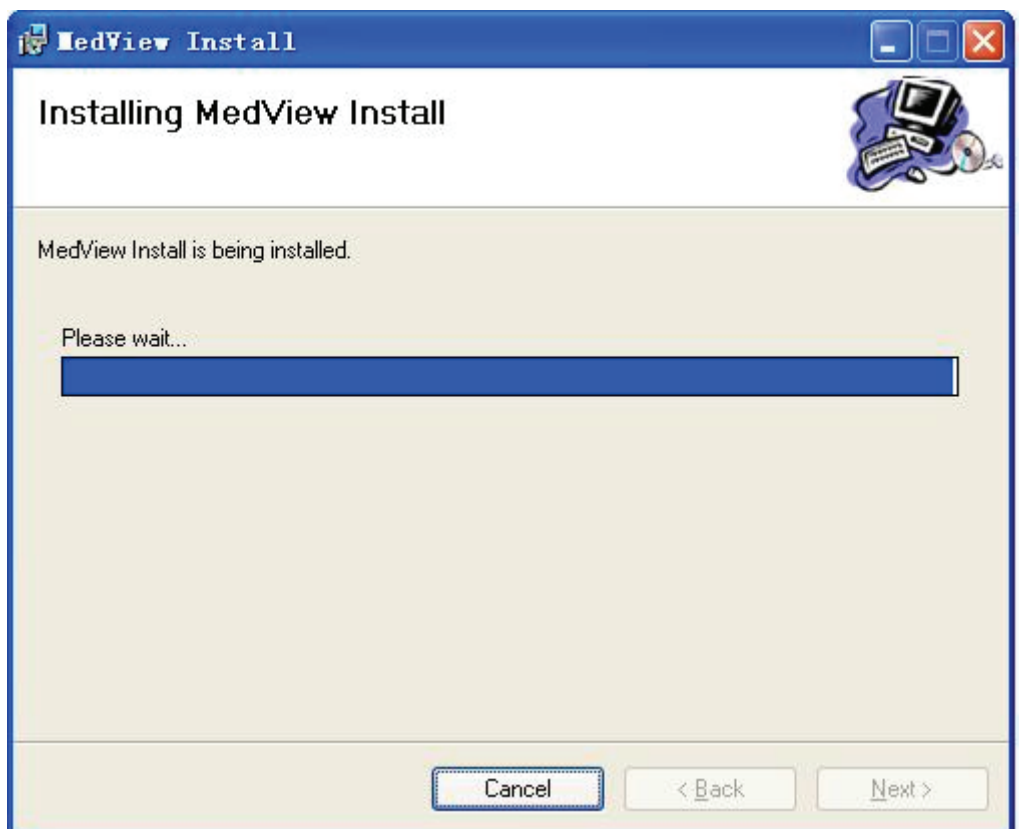 MedView Install
Installing MedView Install
MedView Install is being installed.
Please wait...
Cancel
< Back
Next >